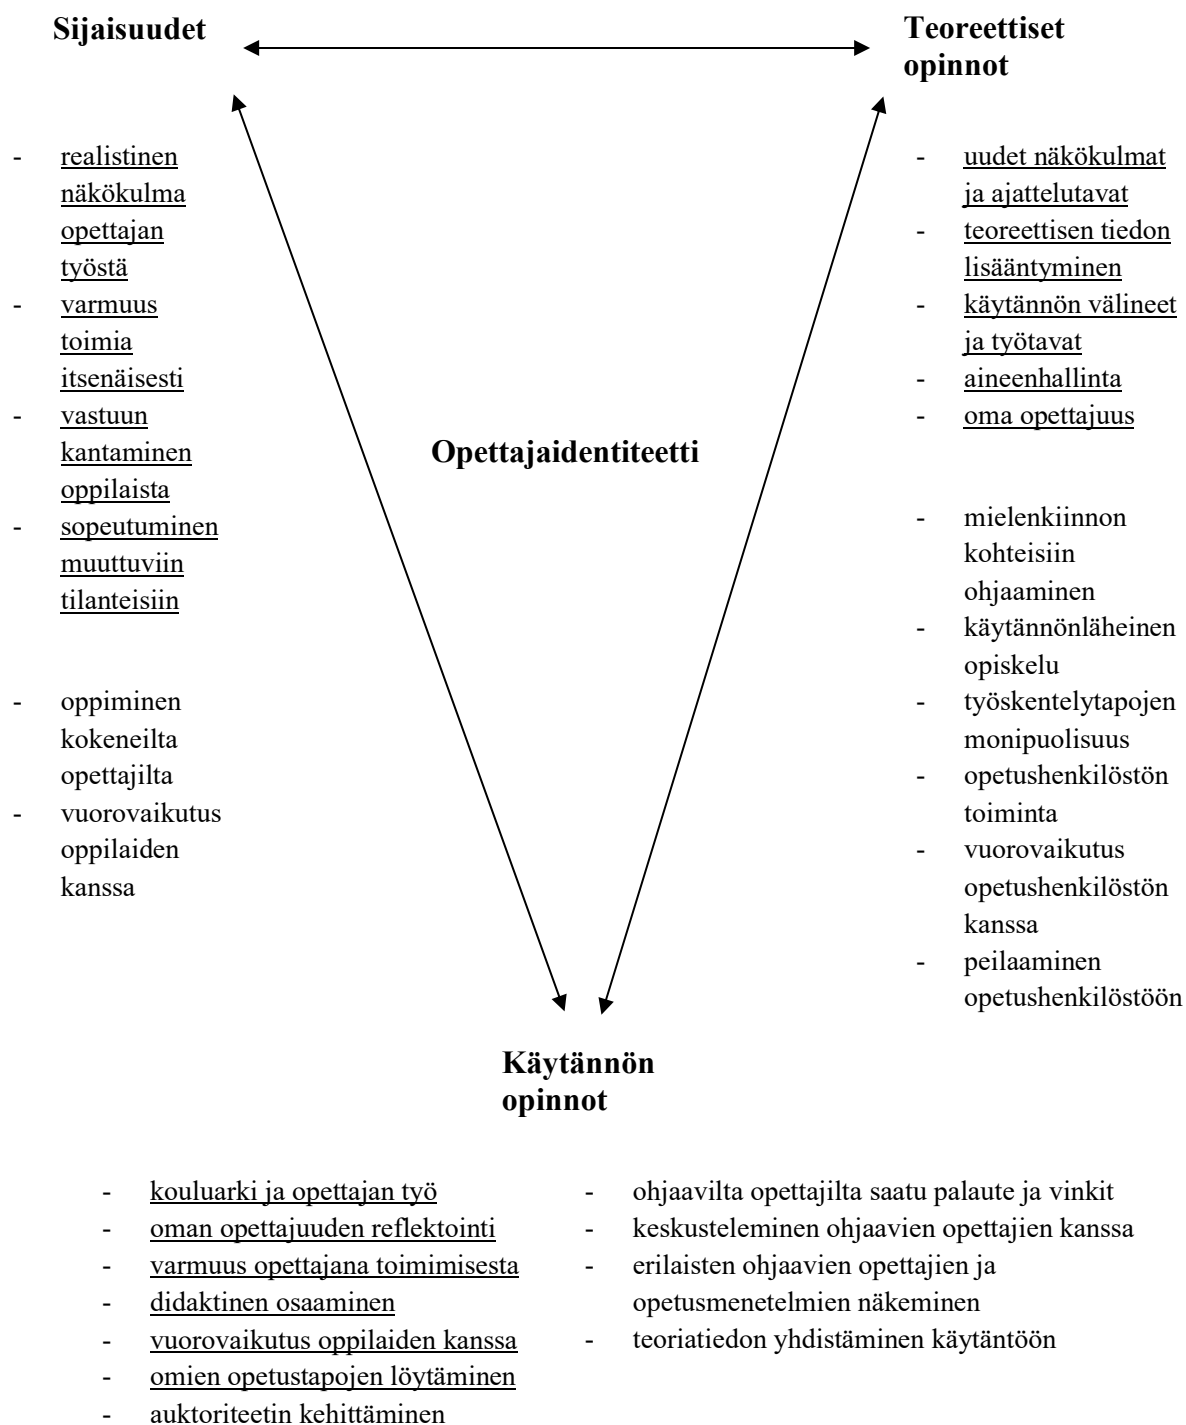 Sijaisuudet
Teoreettiset
opinnot
- realistinen
näkökulma
opettajan
työstä
- varmuus
toimia
itsenäisesti
- vastuun
kantaminen
oppilaista
- sopeutuminen
muuttuviin
tilanteisiin
- oppiminen
kokeneilta
opettajilta
- vuorovaikutus
oppilaiden
kanssa
Opettajaidentiteetti
- uudet näkökulmat
ja ajattelutavat
- teoreettisen tiedon
lisääntyminen
- käytännön välineet
ja työtavat
- aineenhallinta
- oma opettajuus
- mielenkiinnon
kohteisiin
ohjaaminen
- käytännönläheinen
opiskelu
- työskentelytapojen
monipuolisuus
- opetushenkilöstön
toiminta
- vuorovaikutus
opetushenkilöstön
kanssa
- peilaaminen
opetushenkilöstöön
Käytännön
opinnot
- kouluarki ja opettajan työ
- oman opettajuuden reflektointi
- varmuus opettajana toimimisesta
- didaktinen osaaminen
- vuorovaikutus oppilaiden kanssa
- omien opetustapojen löytäminen
- auktoriteetin kehittäminen
- ohjaavilta opettajilta saatu palaute ja vinkit
- keskusteleminen ohjaavien opettajien kanssa
- erilaisten ohjaavien opettajien ja
opetusmenetelmien näkeminen
- teoriatiedon yhdistäminen käytäntöön